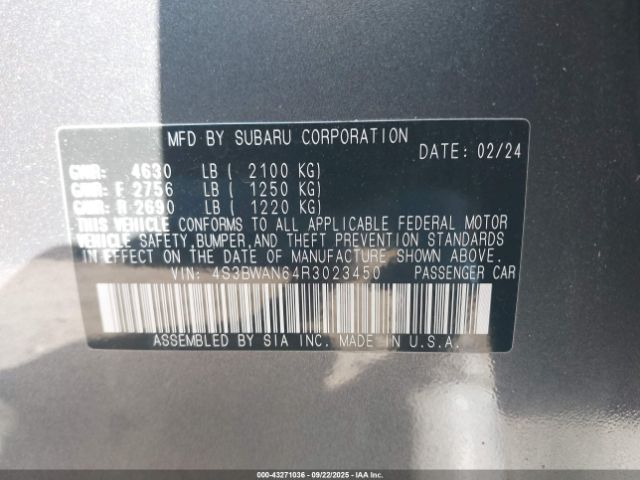 MFD BY SUBARU CORPORATION
DATE: 02/24
GVWR: 4630 LB ( 2100 KG)
GAWR: F 2756 LB ( 1250 KG)
GAWR: R 2690 LB ( 1220 KG)
THIS VEHICLE CONFORMS TO ALL APPLICABLE FEDERAL MOTOR
VEHICLE SAFETY, BUMPER, AND THEFT PREVENTION STANDARDS
IN EFFECT ON THE DATE OF MANUFACTURE SHOWN ABOVE.
VIN: 4S3BWAN64R3023450 PASSENGER CAR
ASSEMBLED BY SIA INC. MADE IN U.S.A.
000-43271036 - 09/22/2025 - IAA Inc.